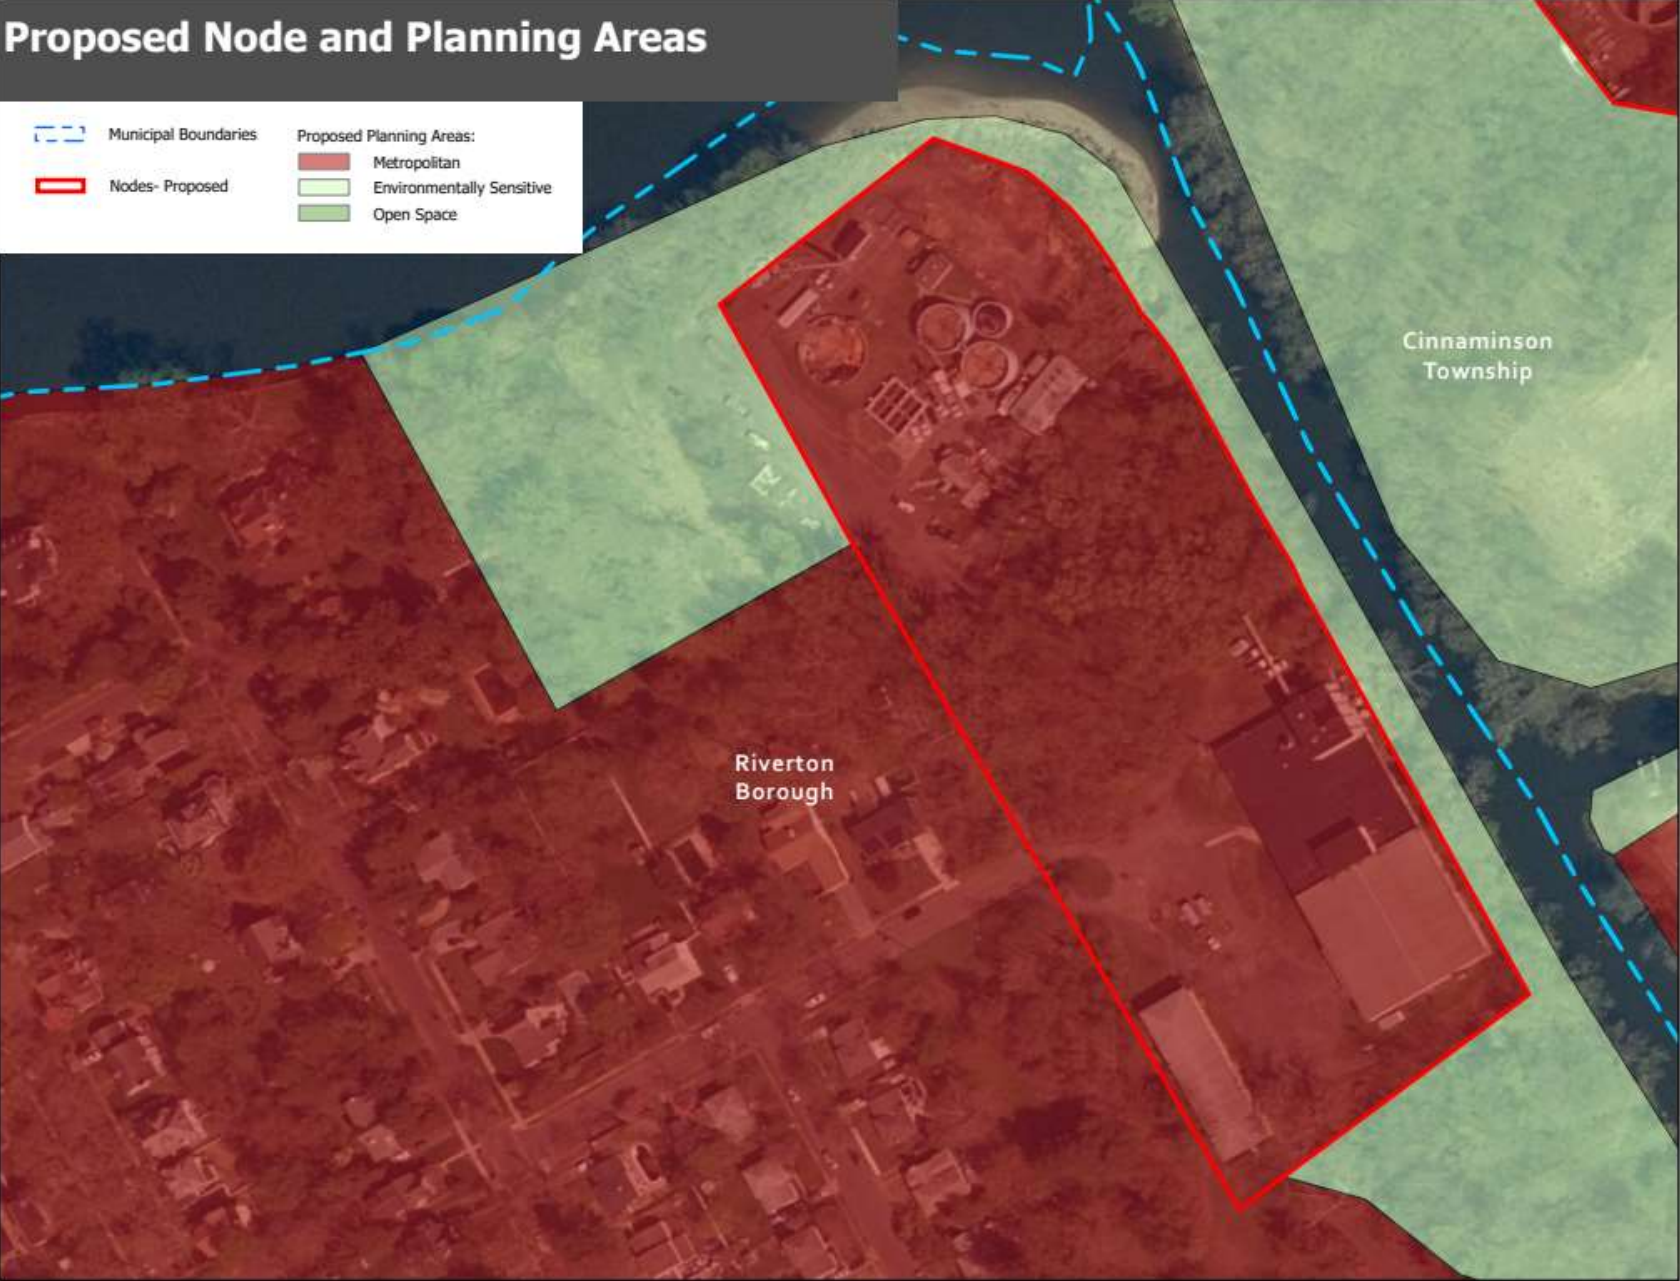 Proposed Node and Planning Areas
Municipal Boundaries
Nodes- Proposed
Proposed Planning Areas:
Metropolitan
Environmentally Sensitive
Open Space
Cinnaminson
Township
Riverton
Borough